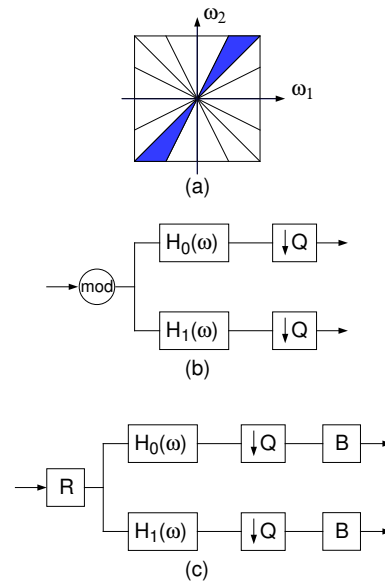 ω₂
ω₁
(a)
H₀(ω) ↓Q
mod
H₁(ω) ↓Q
(b)
H₀(ω) ↓Q B
R
H₁(ω) ↓Q B
(c)